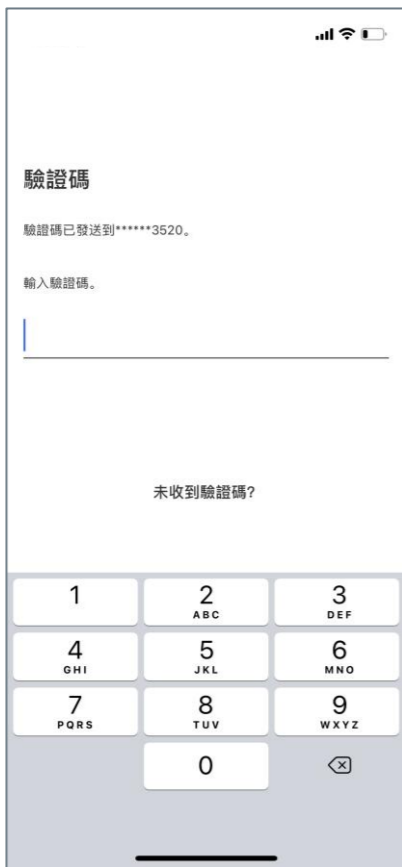 驗證碼
驗證碼已發送到******3520。
輸入驗證碼。
未收到驗證碼?
1
2
ABC
3
DEF
4
GHI
5
JKL
6
MNO
7
PQRS
8
TUV
9
WXYZ
0